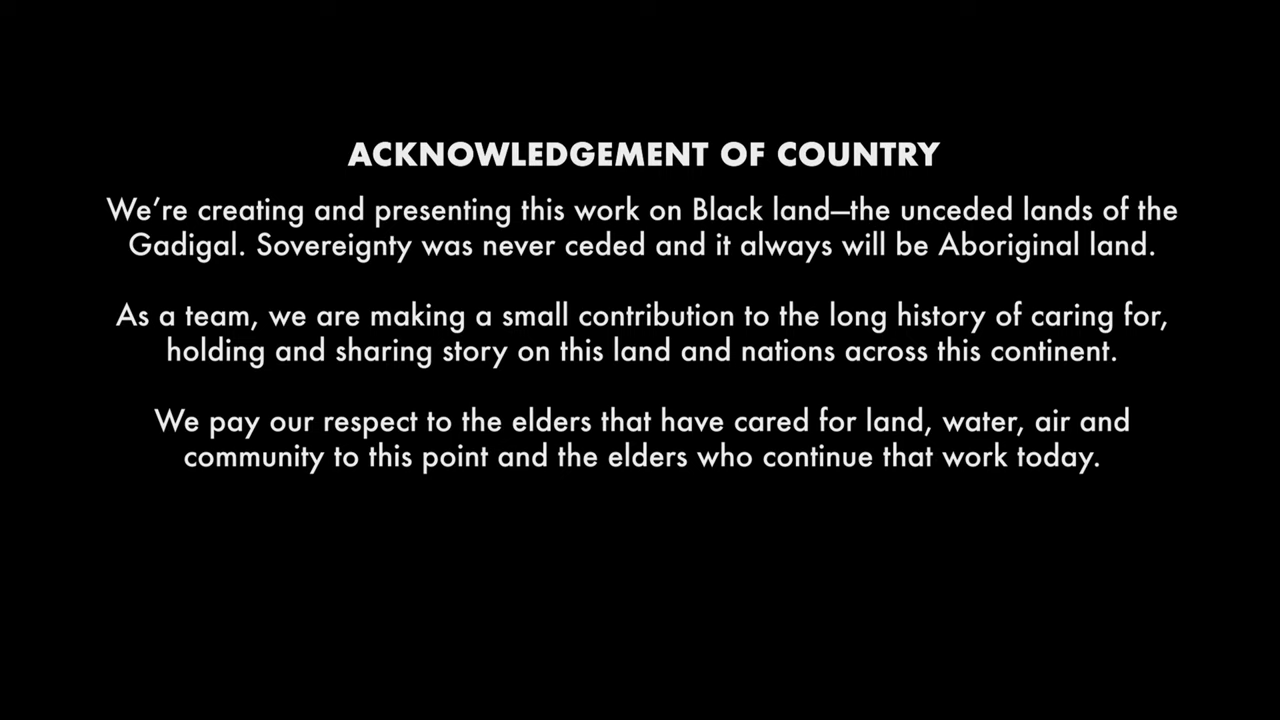 ACKNOWLEDGEMENT OF COUNTRY
We’re creating and presenting this work on Black land—the unceded lands of the
Gadigal. Sovereignty was never ceded and it always will be Aboriginal land.
As a team, we are making a small contribution to the long history of caring for,
holding and sharing story on this land and nations across this continent.
We pay our respect to the elders that have cared for land, water, air and
community to this point and the elders who continue that work today.